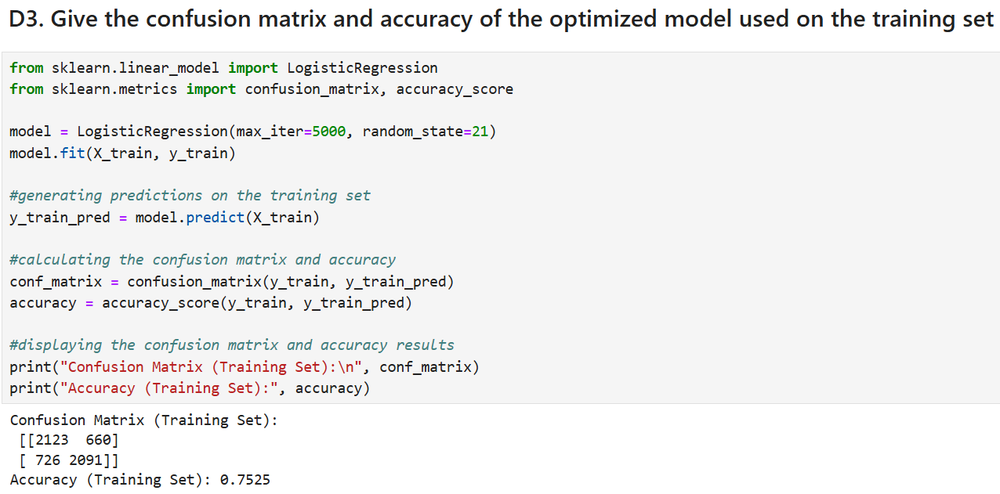 D3. Give the confusion matrix and accuracy of the optimized model used on the training set
from sklearn.linear_model import LogisticRegression
from sklearn.metrics import confusion_matrix, accuracy_score
model = LogisticRegression(max_iter=5000, random_state=21)
model.fit(X_train, y_train)
#generating predictions on the training set
y_train_pred = model.predict(X_train)
#calculating the confusion matrix and accuracy
conf_matrix = confusion_matrix(y_train, y_train_pred)
accuracy = accuracy_score(y_train, y_train_pred)
#displaying the confusion matrix and accuracy results
print("Confusion Matrix (Training Set):\n", conf_matrix)
print("Accuracy (Training Set):", accuracy)
Confusion Matrix (Training Set):
[[2123  660]
[ 726 2091]]
Accuracy (Training Set): 0.7525